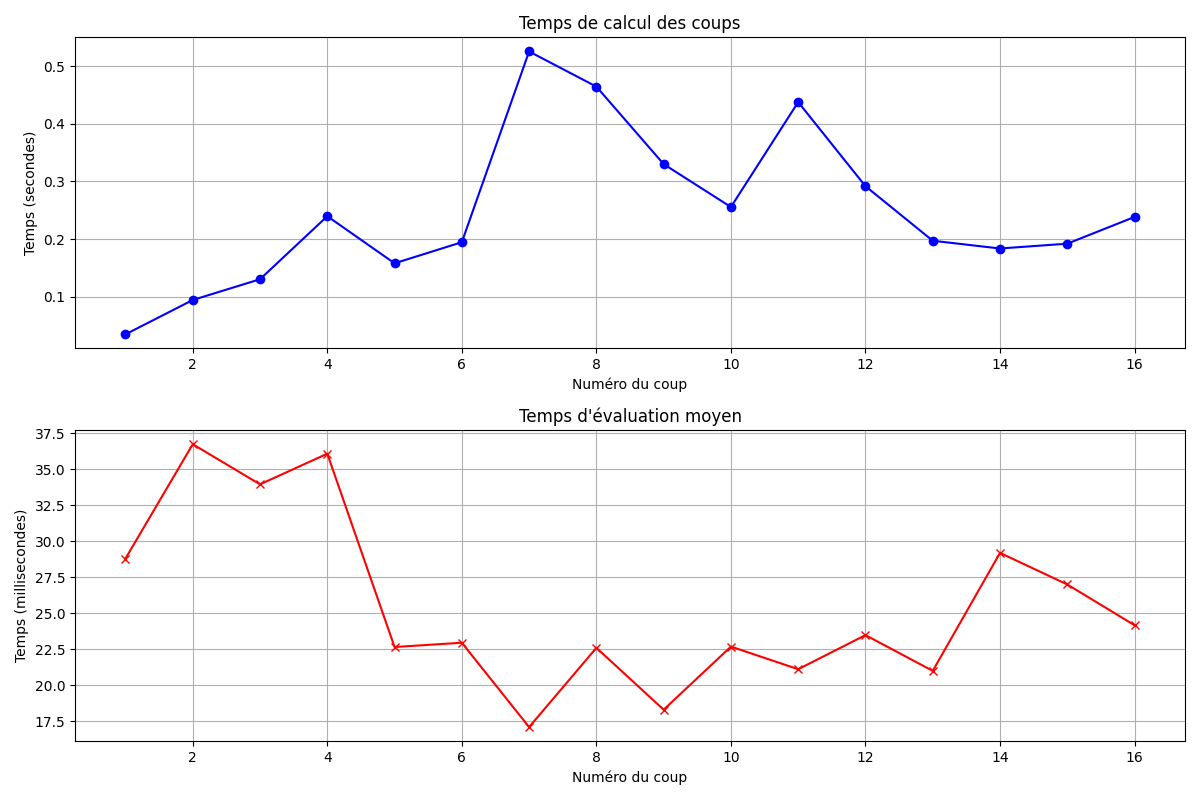 Temps de calcul des coups
Temps (secondes)
0.5
0.4
0.3
0.2
0.1
2 4 6 8 10 12 14 16
Numéro du coup
Temps d'évaluation moyen
Temps (millisecondes)
37.5
35.0
32.5
30.0
27.5
25.0
22.5
20.0
17.5
2 4 6 8 10 12 14 16
Numéro du coup